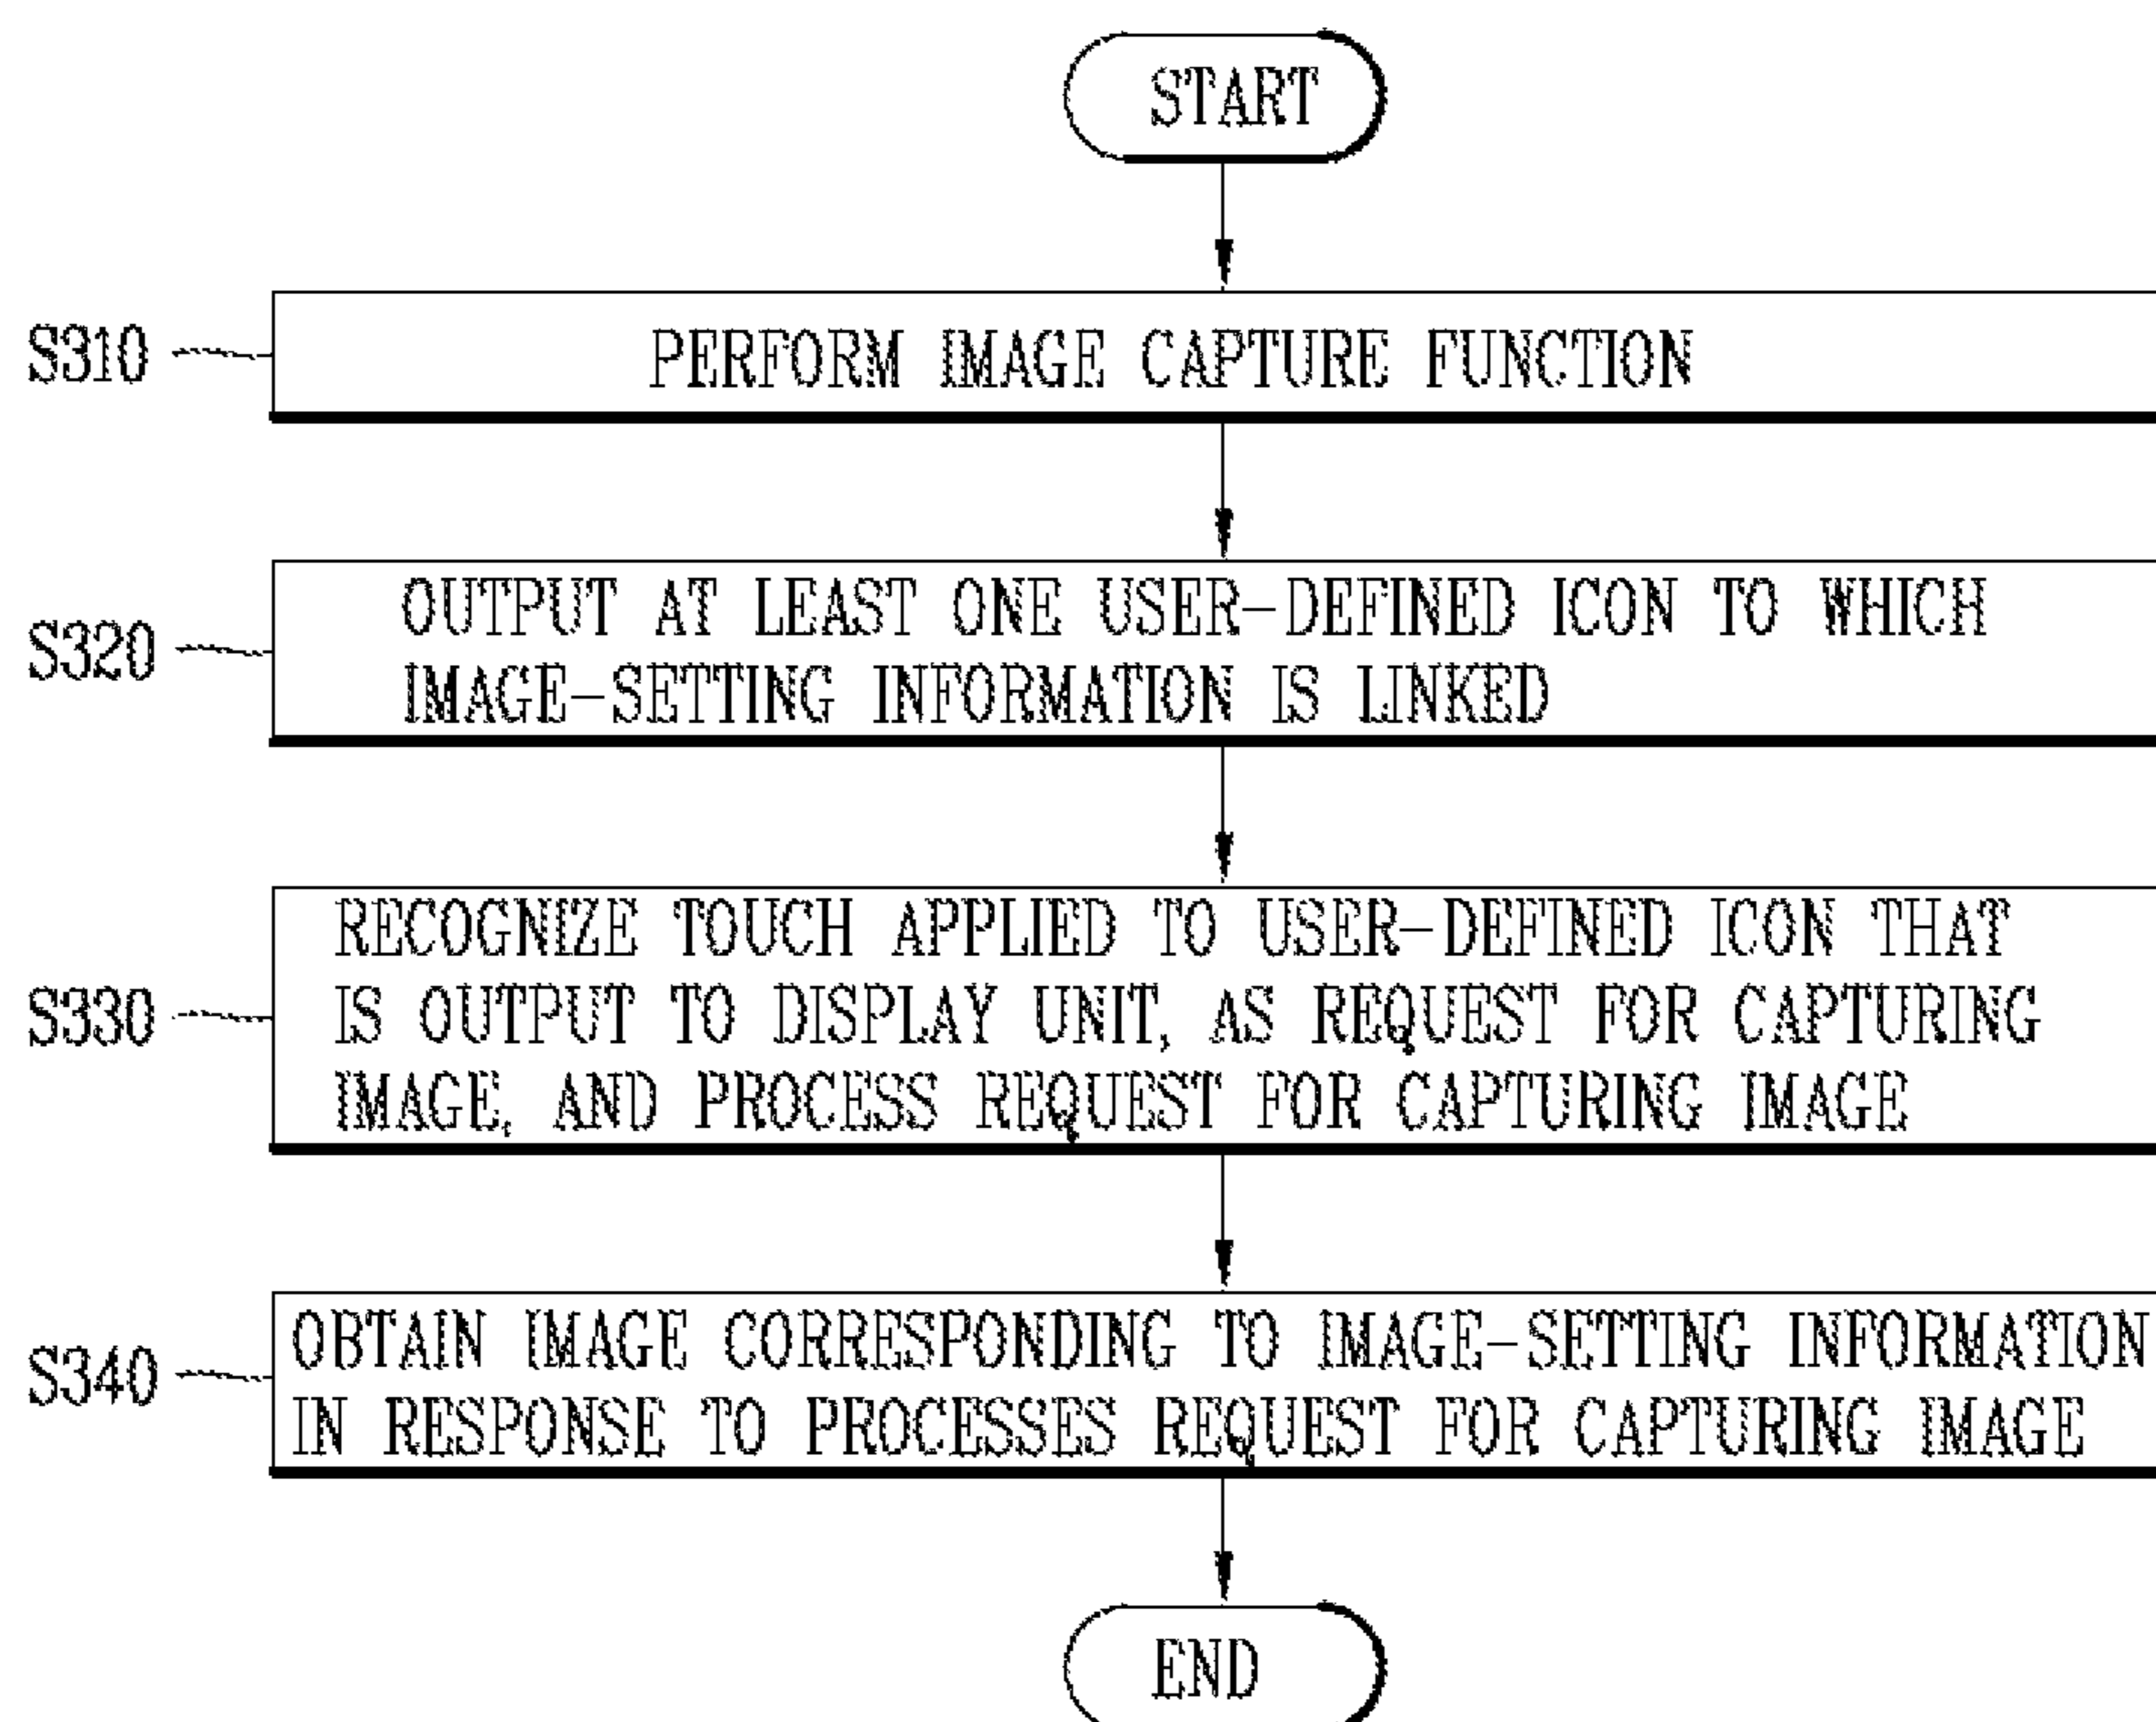 START
S310
PERFORM IMAGE CAPTURE FUNCTION
S320
OUTPUT AT LEAST ONE USER-DEFINED ICON TO WHICH
IMAGE-SETTING INFORMATION IS LINKED
S330
RECOGNIZE TOUCH APPLIED TO USER-DEFINED ICON THAT
IS OUTPUT TO DISPLAY UNIT, AS REQUEST FOR CAPTURING
IMAGE, AND PROCESS REQUEST FOR CAPTURING IMAGE
S340
OBTAIN IMAGE CORRESPONDING TO IMAGE-SETTING INFORMATION
IN RESPONSE TO PROCESSES REQUEST FOR CAPTURING IMAGE
END